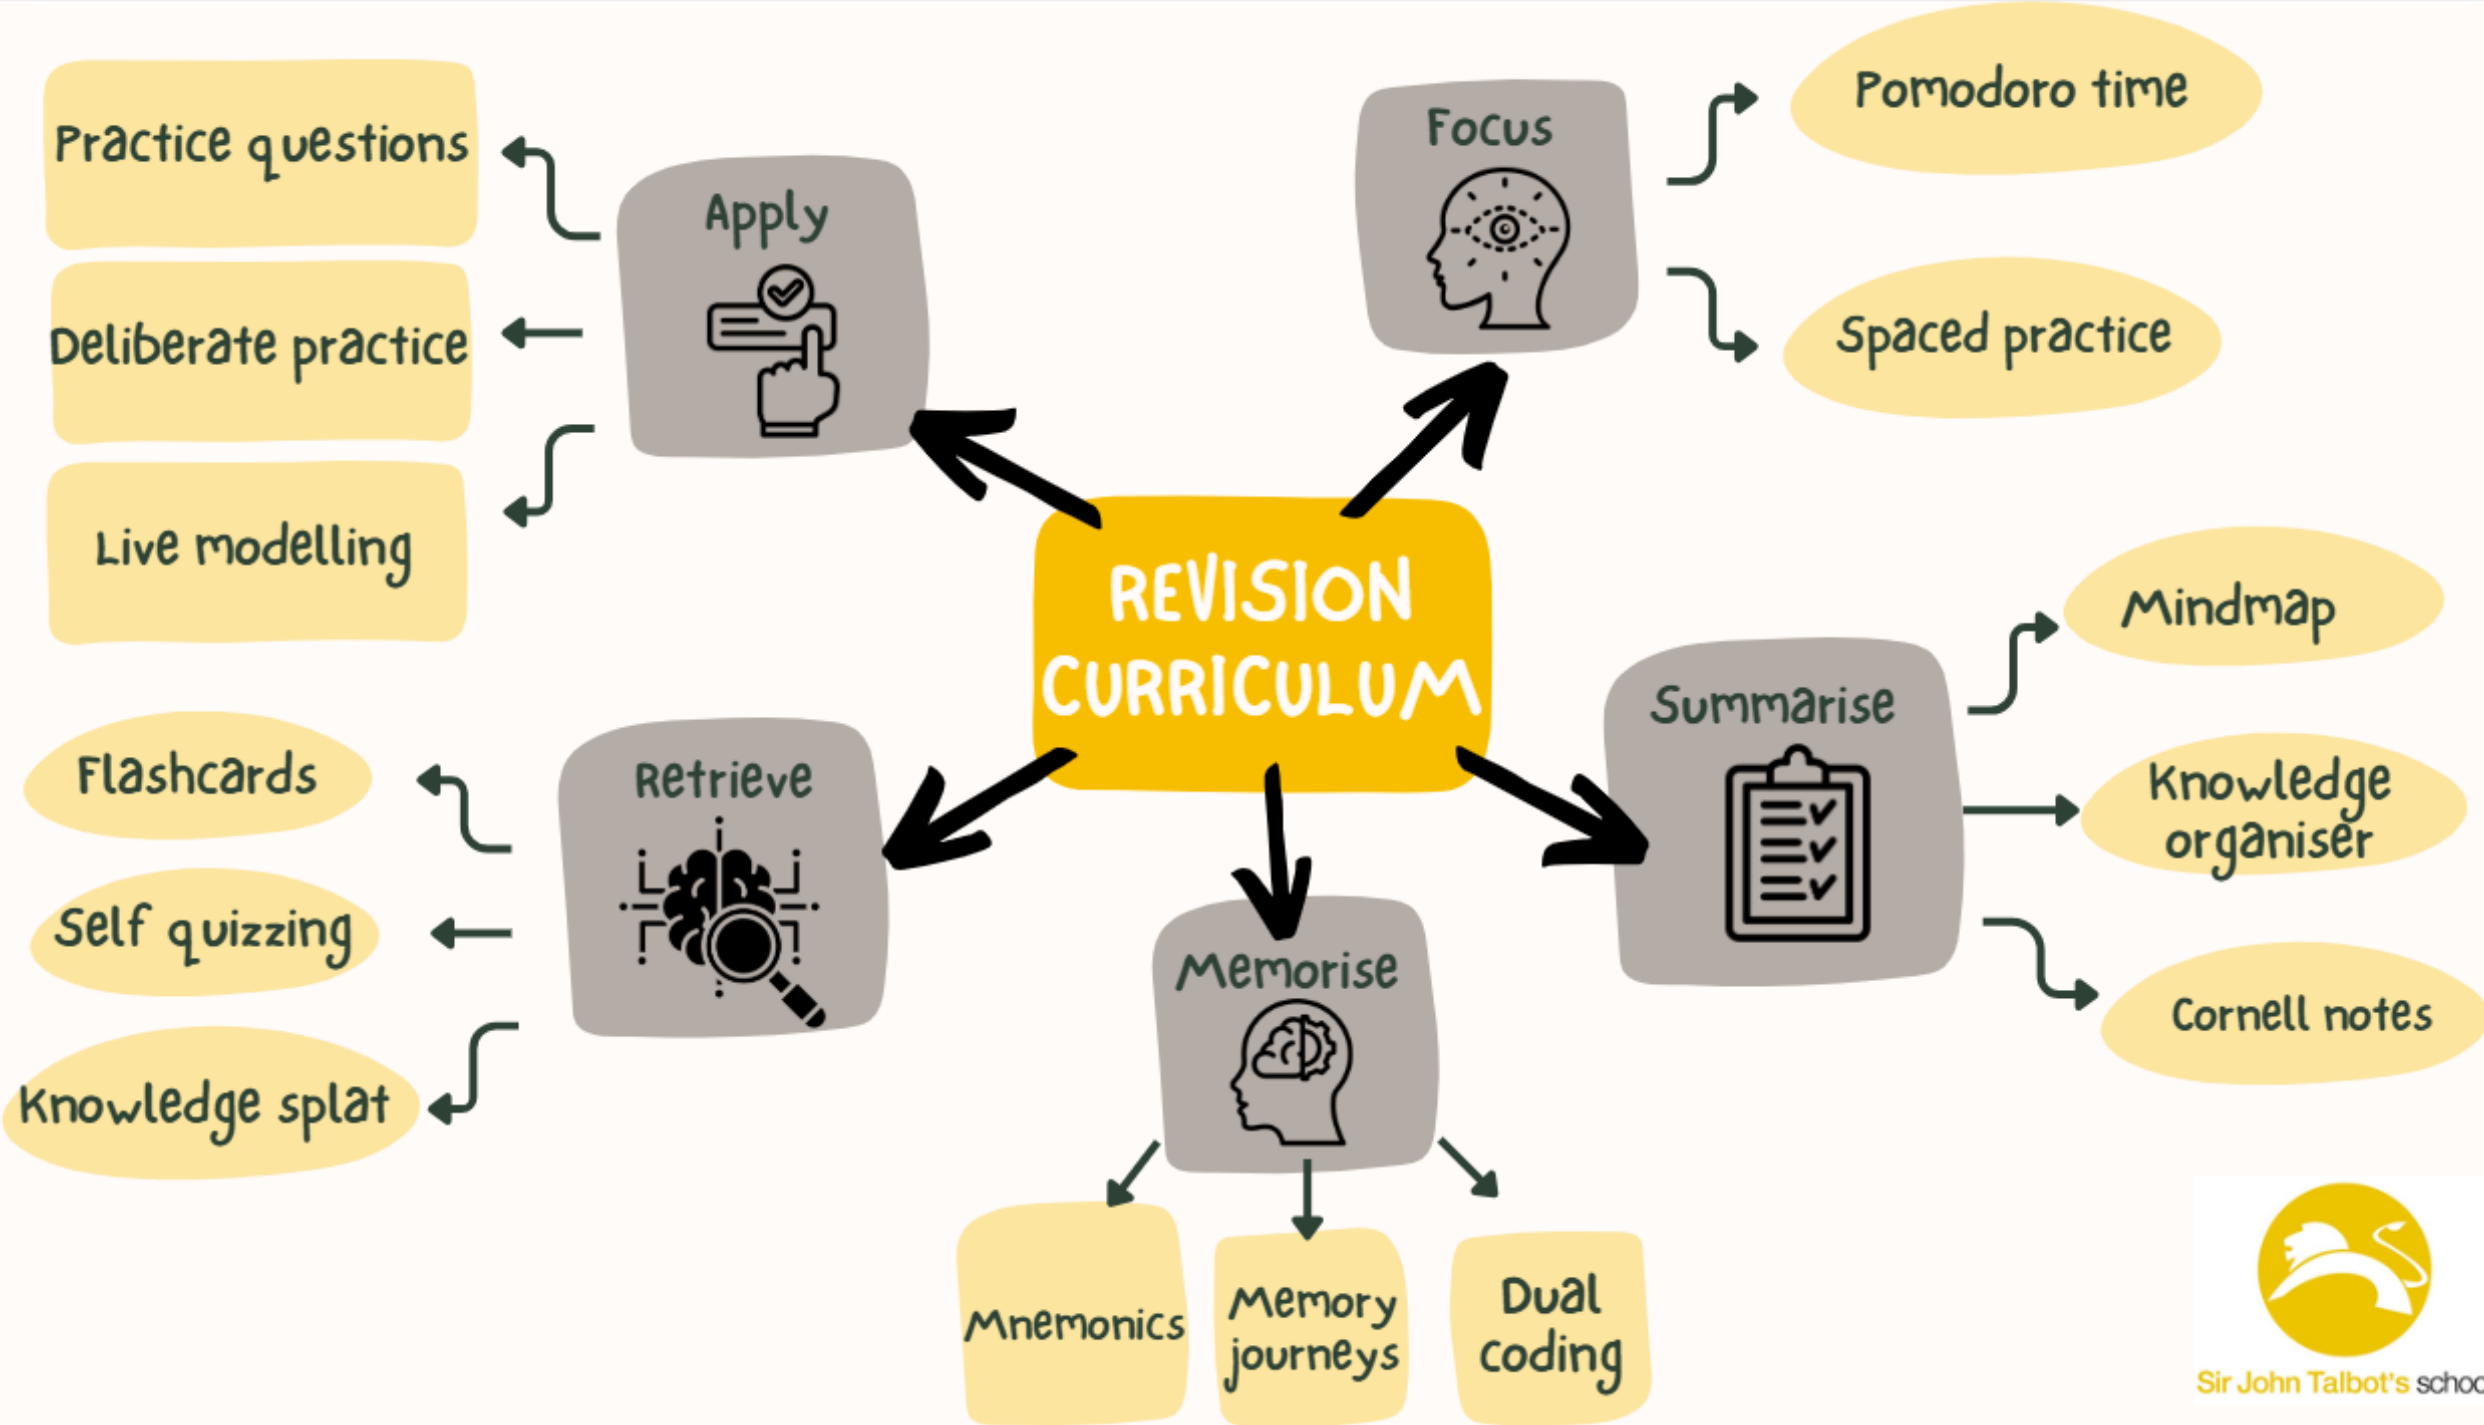 Practice questions
Deliberate practice
Live modelling
Apply
Focus
Pomodoro time
Spaced practice
REVISION
CURRICULUM
Summarise
Mindmap
Knowledge
organiser
Cornell notes
Retrieve
Flashcards
Self quizzing
Knowledge splat
Memorise
Mnemonics
Memory
journeys
Dual
coding
Sir John Talbot's schoo